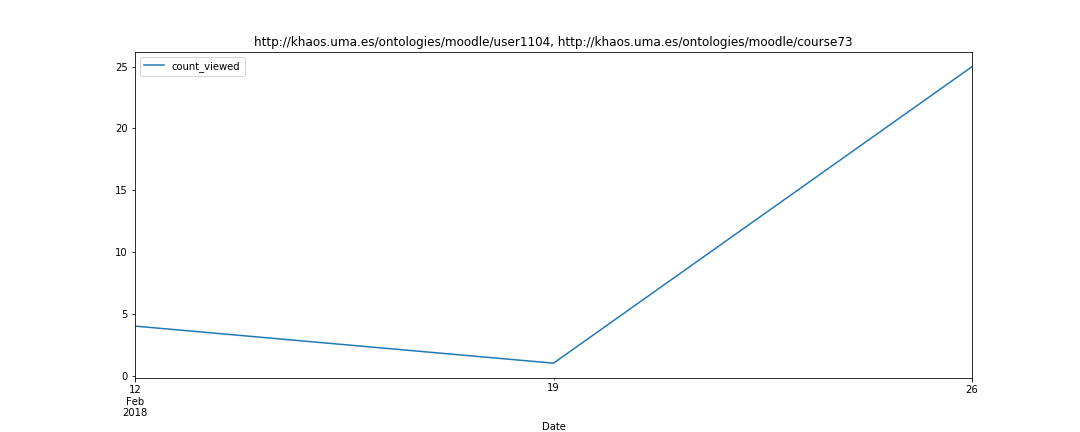 http://khaos.uma.es/ontologies/moodle/user1104, http://khaos.uma.es/ontologies/moodle/course73
count_viewed
25
20
15
10
5
0
12
19
26
Feb
2018
Date